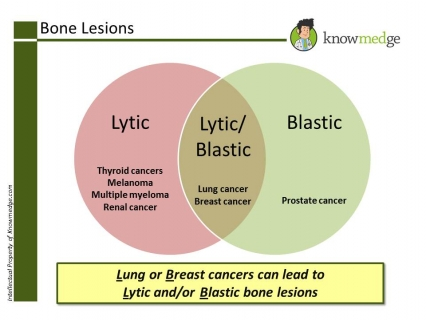 Bone Lesions
knowmedge
Lytic
Lytic/
Blastic
Blastic
Thyroid cancers
Melanoma
Multiple myeloma
Renal cancer
Lung cancer
Breast cancer
Prostate cancer
Lung or Breast cancers can lead to
Lytic and/or Blastic bone lesions
Intellectual Property of Knowmedge.com